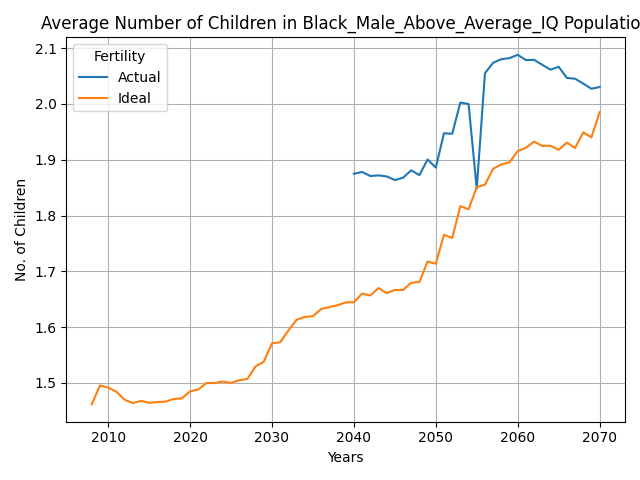 Average Number of Children in Black_Male_Above_Average_IQ Populatio
Fertility
Actual
Ideal
2.1
2.0
1.9
1.8
1.7
1.6
1.5
No. of Children
2010 2020 2030 2040 2050 2060 2070
Years